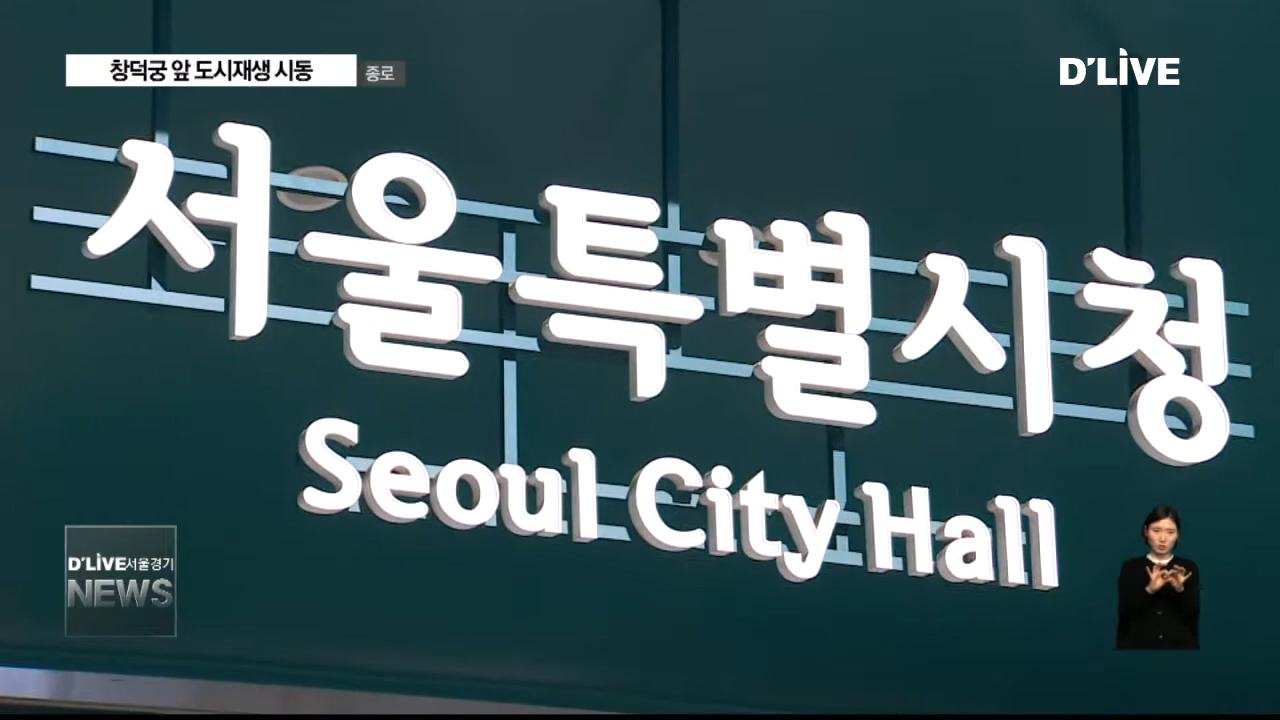 창덕궁 앞 도시재생 시동 종로
D'LIVE
서울특별시청
Seoul City Hall
D'LIVE서울경기
NEWS